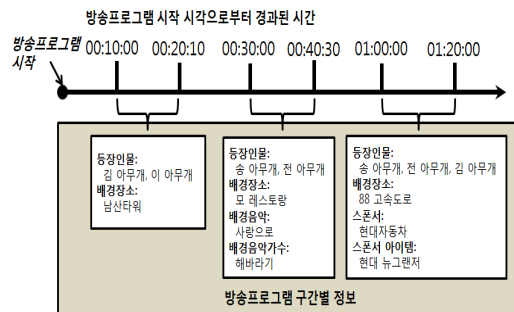 방송프로그램 시작 시각으로부터 경과된 시간
방송프로그램
시작
00:10:00 00:20:10 00:30:00 00:40:30 01:00:00 01:20:00
등장인물:
김 아무개, 이 아무개
배경장소:
남산타워
등장인물:
송 아무개, 전 아무개
배경장소:
모 레스토랑
배경음악:
사랑으로
배경음악가수:
해바라기
등장인물:
송 아무개, 전 아무개, 김 아무개
배경장소:
88 고속도로
스폰서:
현대자동차
스폰서 아이템:
현대 뉴그랜저
방송프로그램 구간별 정보